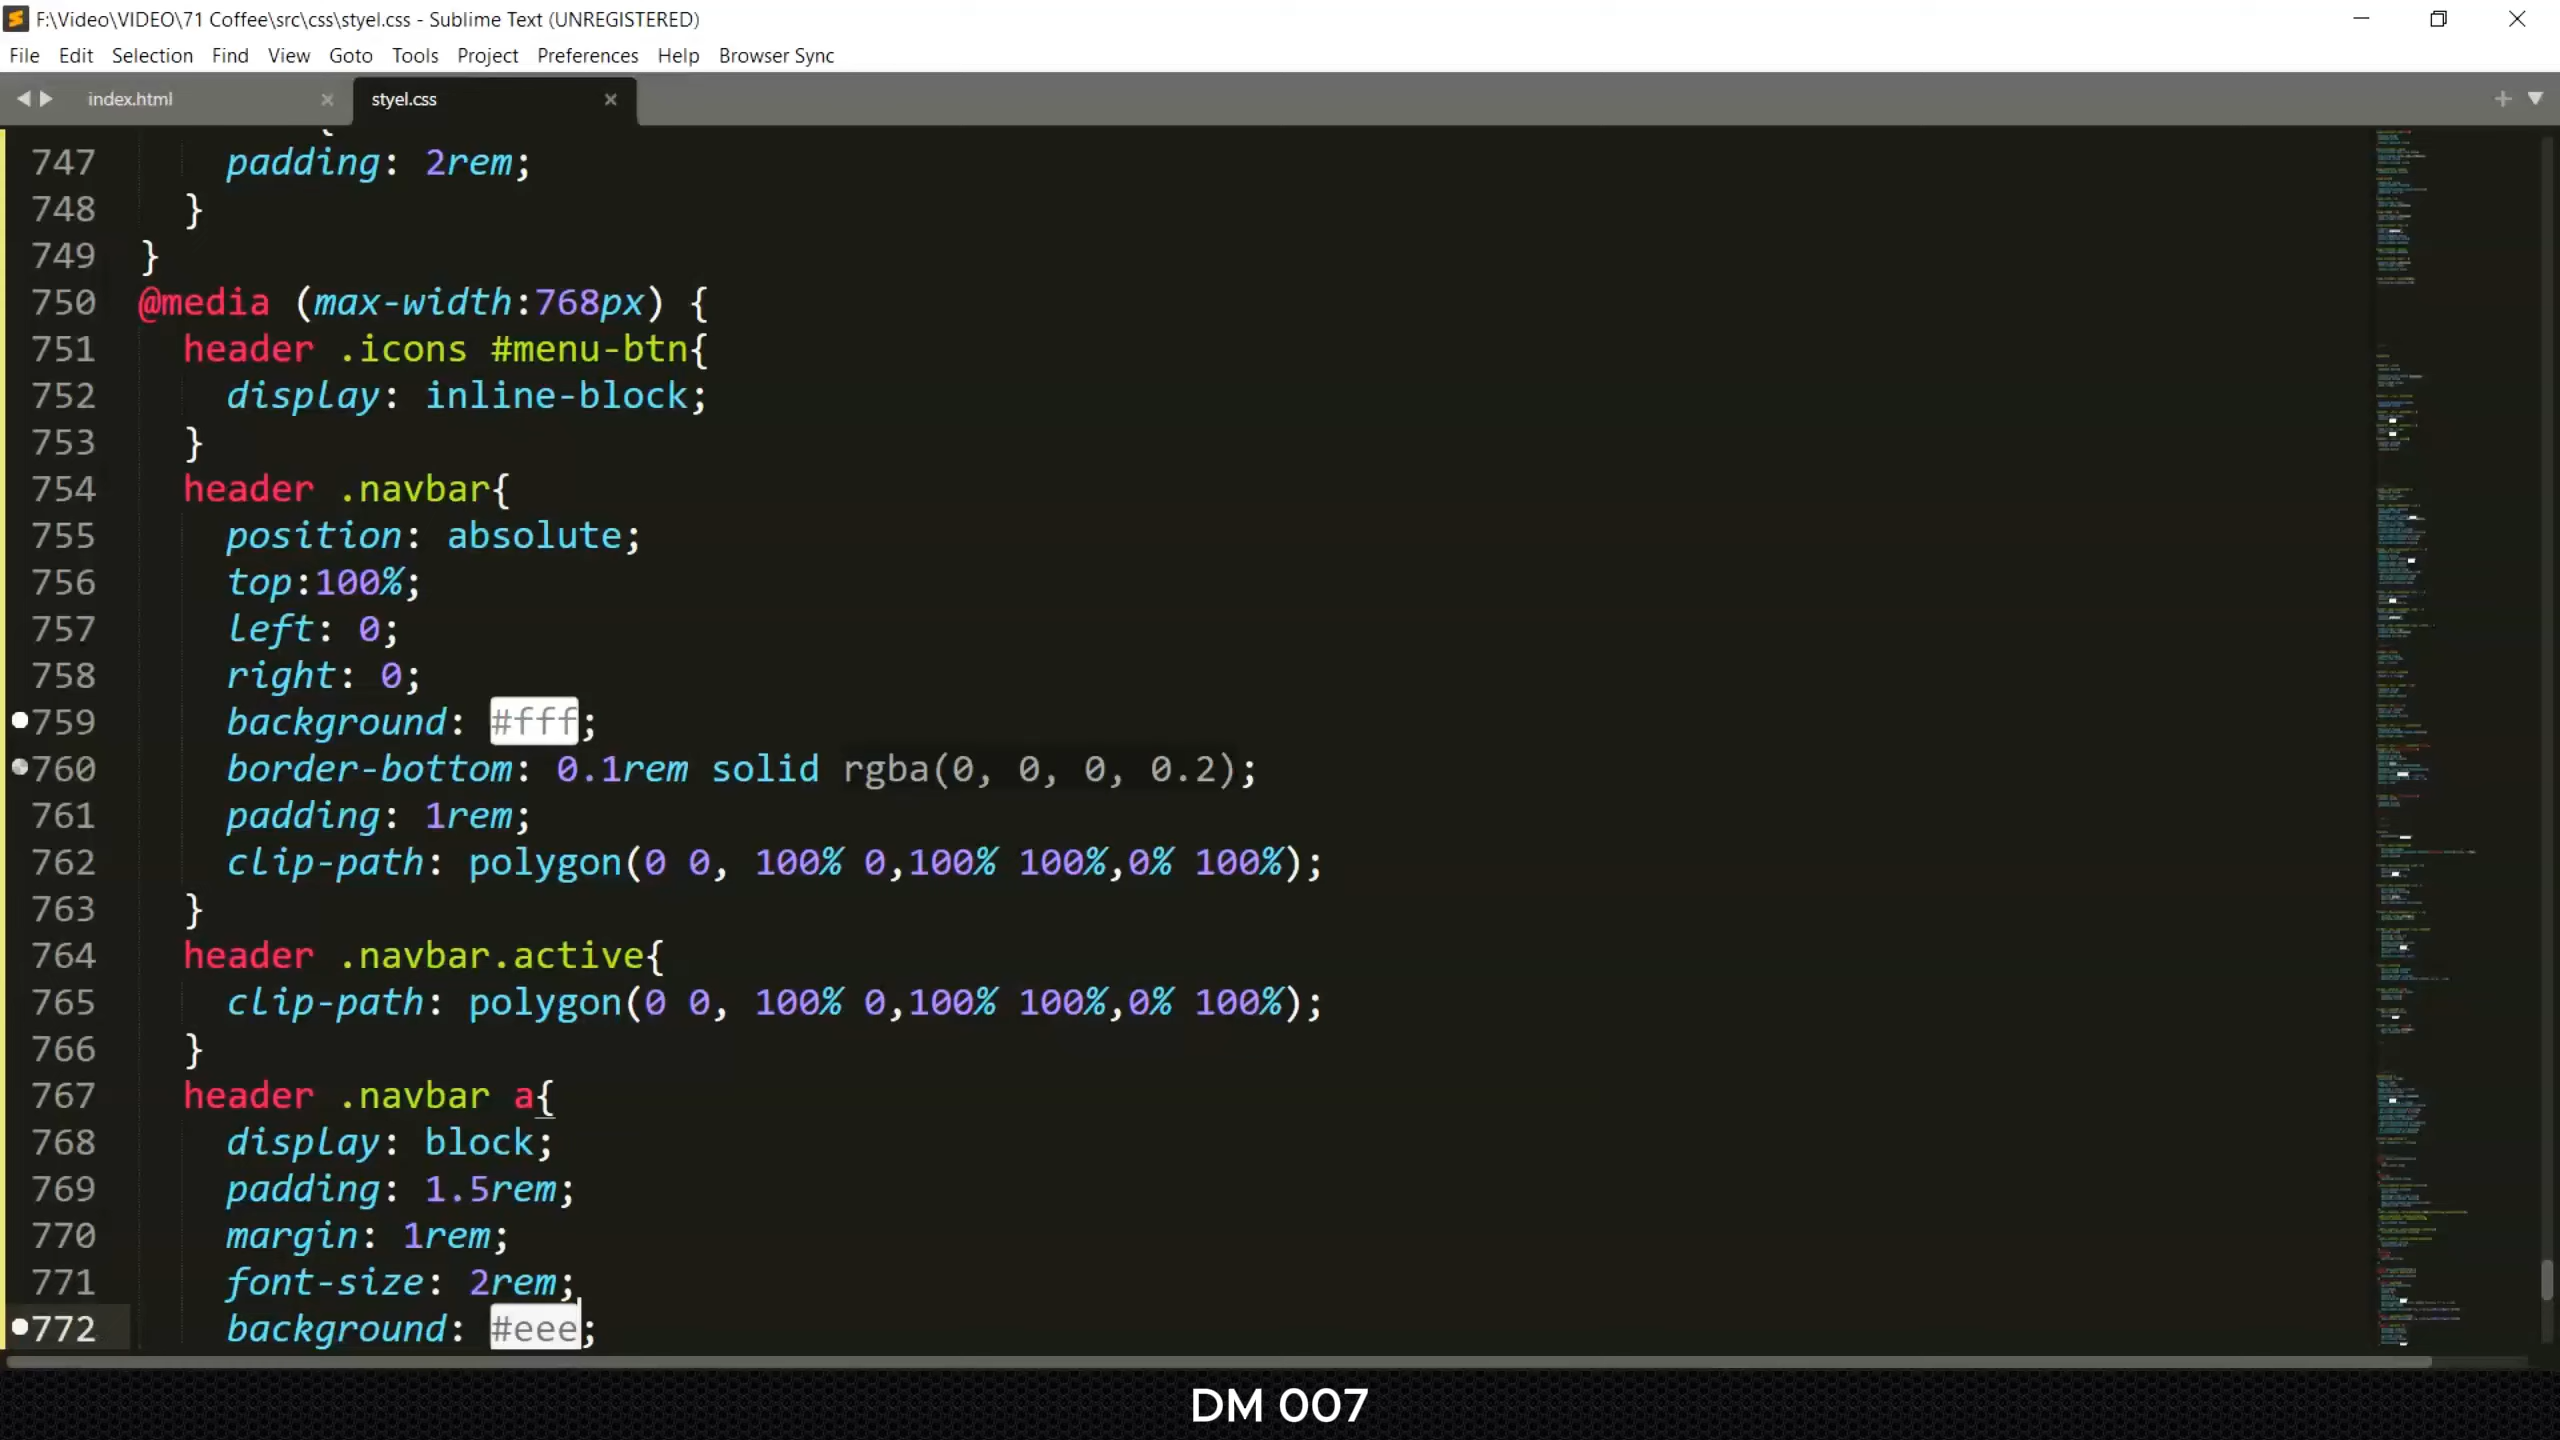 F:\Video\VIDEO\71 Coffee\src\css\styel.css - Sublime Text (UNREGISTERED)
File Edit Selection Find View Goto Tools Project Preferences Help Browser Sync
index.html styel.css
747 padding: 2rem;
748 }
749 }
750 @media (max-width:768px) {
751 header .icons #menu-btn{
752 display: inline-block;
753 }
754 header .navbar{
755 position: absolute;
756 top:100%;
757 left: 0;
758 right: 0;
759 background: #fff;
760 border-bottom: 0.1rem solid rgba(0, 0, 0, 0.2);
761 padding: 1rem;
762 clip-path: polygon(0 0, 100% 0,100% 100%,0% 100%);
763 }
764 header .navbar.active{
765 clip-path: polygon(0 0, 100% 0,100% 100%,0% 100%);
766 }
767 header .navbar a{
768 display: block;
769 padding: 1.5rem;
770 margin: 1rem;
771 font-size: 2rem;
772 background: #eee;
DM 007